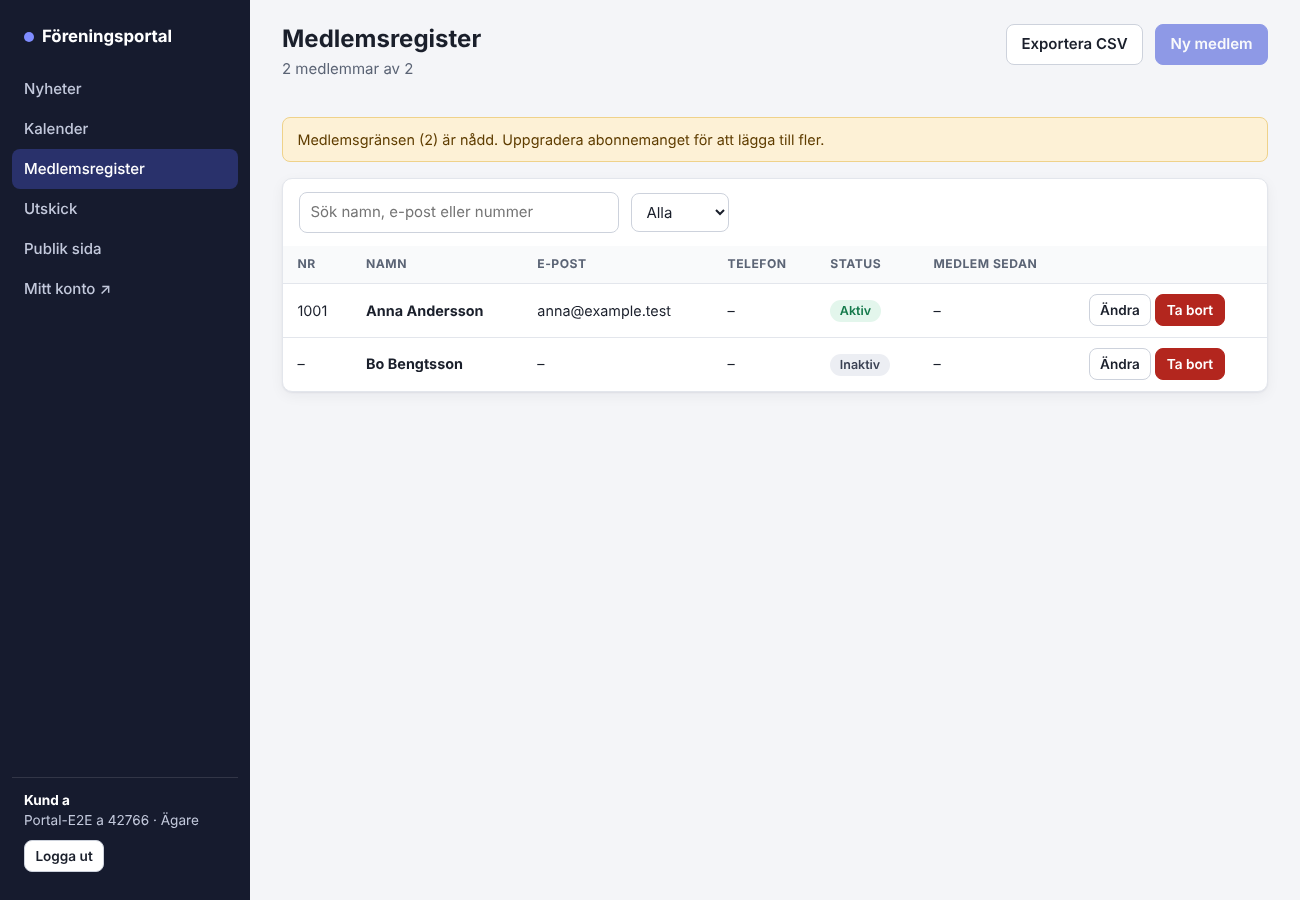 Föreningsportal
Nyheter
Kalender
Medlemsregister
Utskick
Publik sida
Mitt konto ↗
Kund a
Portal-E2E a 42766 · Ägare
Logga ut
Medlemsregister
2 medlemmar av 2
Exportera CSV
Ny medlem
Medlemsgränsen (2) är nådd. Uppgradera abonnemanget för att lägga till fler.
Sök namn, e-post eller nummer
Alla
NR NAMN E-POST TELEFON STATUS MEDLEM SEDAN
1001 Anna Andersson anna@example.test – Aktiv – Ändra Ta bort
– Bo Bengtsson – – Inaktiv – Ändra Ta bort